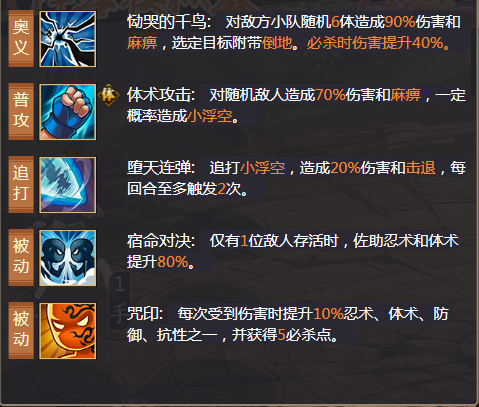 奥义
恸哭的千鸟： 对敌方小队随机6体造成90%伤害和
麻痹，选定目标附带倒地。必杀时伤害提升40%。
普攻
体
体术攻击： 对随机敌人造成70%伤害和麻痹，一定
概率造成小浮空。
追打
堕天连弹： 追打小浮空，造成20%伤害和击退，每
回合至多触发2次。
被动
宿命对决： 仅有1位敌人存活时，佐助忍术和体术
提升80%。
被动
咒印： 每次受到伤害时提升10%忍术、体术、防
御、抗性之一，并获得5必杀点。